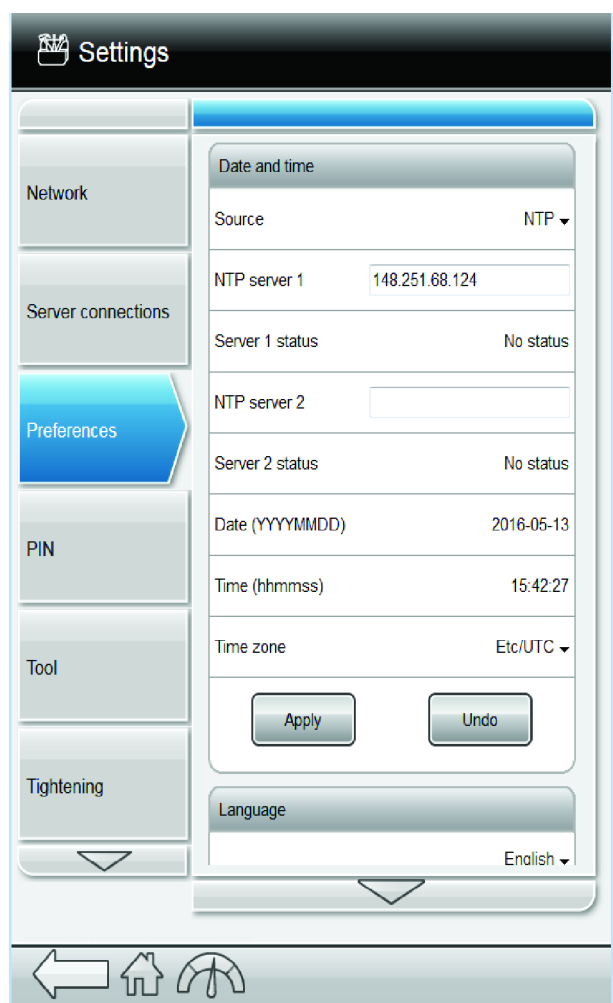 Settings
Network
Server connections
Preferences
PIN
Tool
Tightening
Date and time
Source NTP
NTP server 1 148.251.68.124
Server 1 status No status
NTP server 2
Server 2 status No status
Date (YYYYMMDD) 2016-05-13
Time (hhmmss) 15:42:27
Time zone Etc/UTC
Apply Undo
Language
English